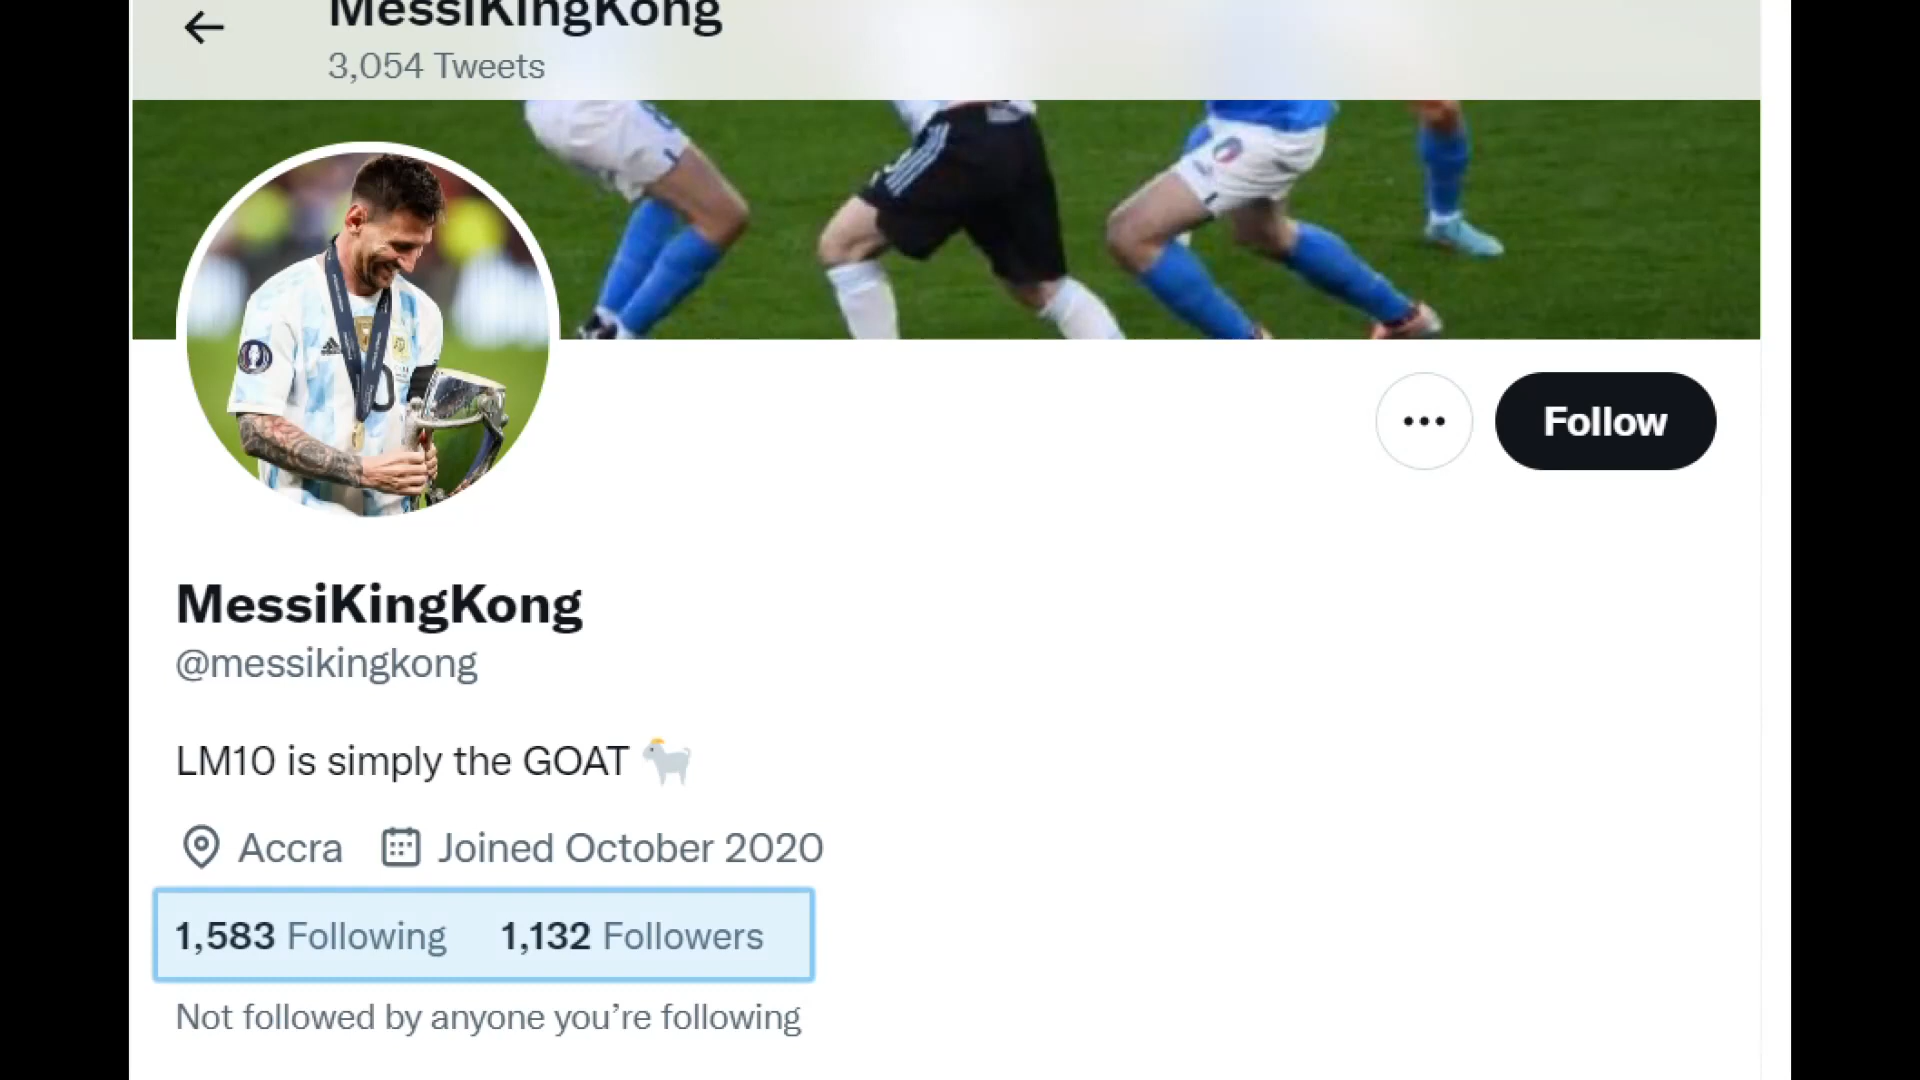 MessiKingKong
3,054 Tweets
Follow
MessiKingKong
@messikingkong
LM10 is simply the GOAT 🐐
Accra Joined October 2020
1,583 Following 1,132 Followers
Not followed by anyone you’re following